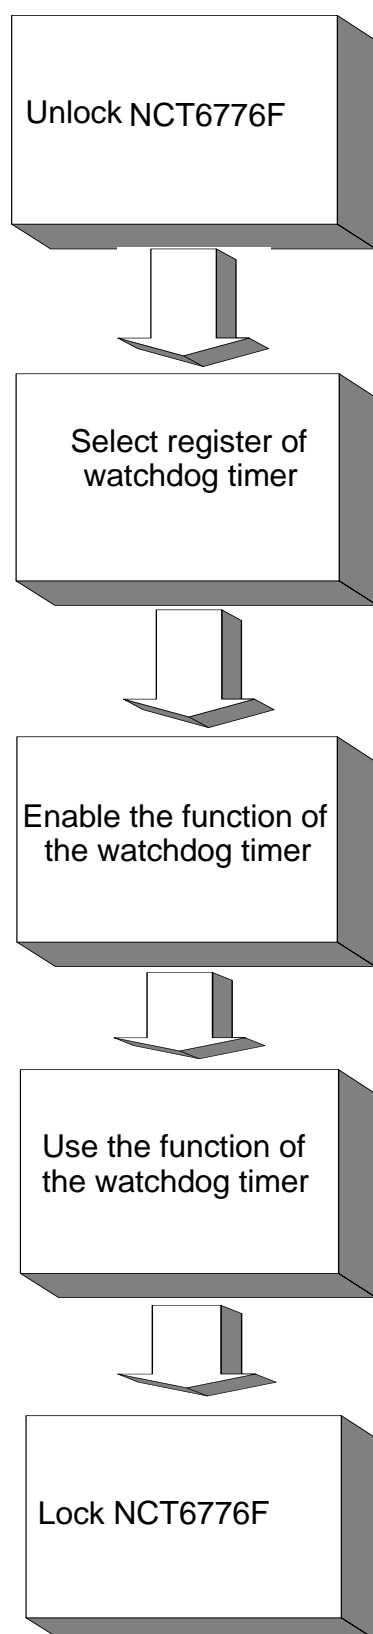 Unlock NCT6776F
Select register of
watchdog timer
Enable the function of
the watchdog timer
Use the function of
the watchdog timer
Lock NCT6776F